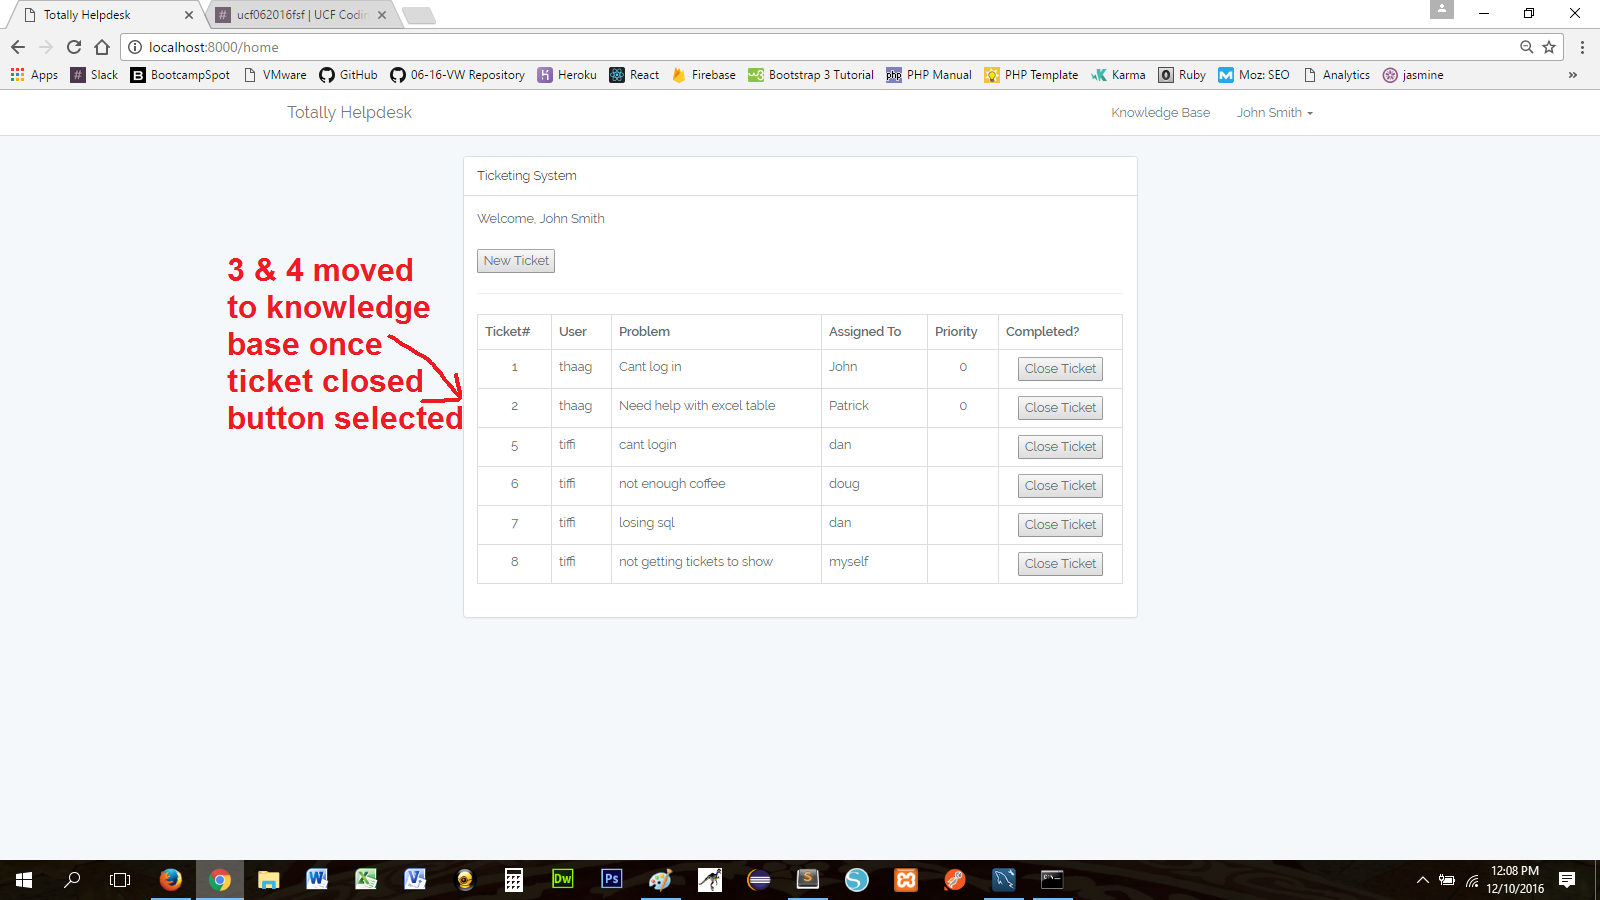 Totally Helpdesk
# ucf062016fsf | UCF Codin
localhost:8000/home
Apps # Slack B BootcampSpot VMware GitHub 06-16-VW Repository H Heroku React Firebase w3 Bootstrap 3 Tutorial php PHP Manual PHP Template Karma Ruby Moz: SEO Analytics jasmine »
Totally Helpdesk Knowledge Base John Smith
Ticketing System
Welcome, John Smith
New Ticket
3 & 4 moved
to knowledge
base once
ticket closed
button selected
Ticket# User Problem Assigned To Priority Completed?
1 thaag Cant log in John 0 Close Ticket
2 thaag Need help with excel table Patrick 0 Close Ticket
5 tiffi cant login dan Close Ticket
6 tiffi not enough coffee doug Close Ticket
7 tiffi losing sql dan Close Ticket
8 tiffi not getting tickets to show myself Close Ticket
Dw Ps
12:08 PM
12/10/2016